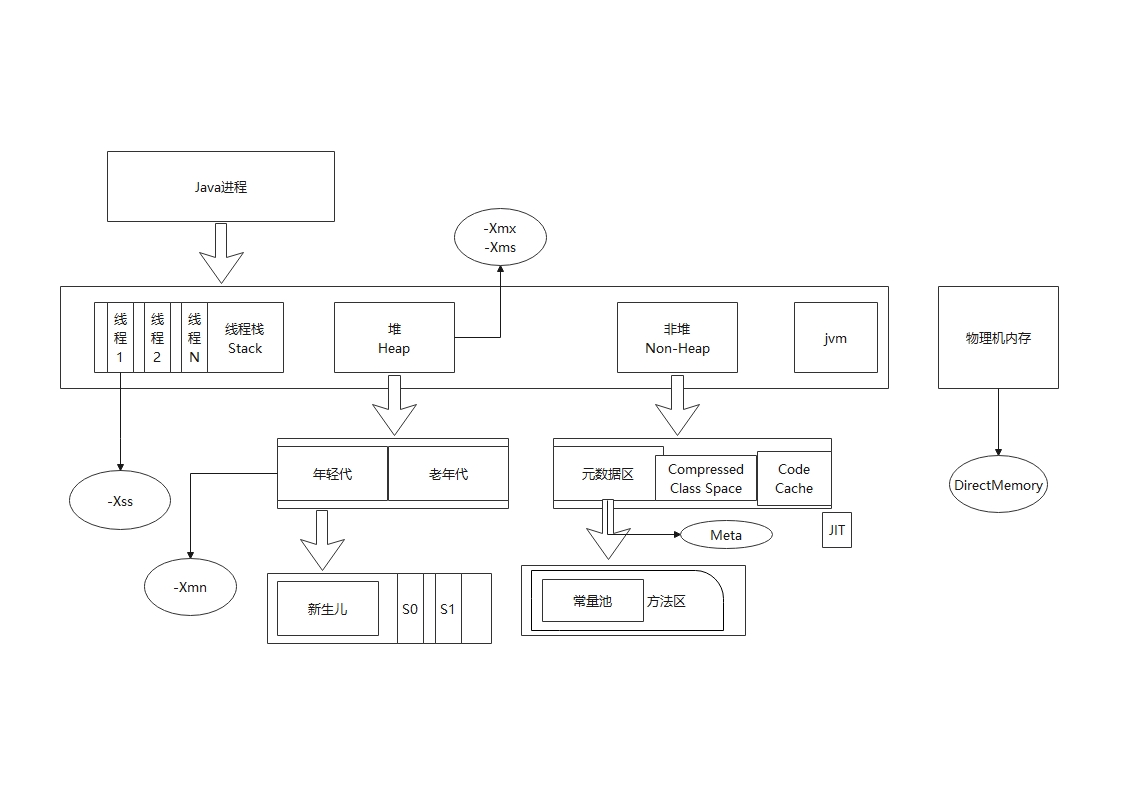 Java进程
-Xmx
-Xms
线
程
1
线
程
2
线
程
N
线程栈
Stack
堆
Heap
非堆
Non-Heap
jvm
物理机内存
年轻代
老年代
元数据区
Compressed
Class Space
Code
Cache
-Xss
DirectMemory
Meta
JIT
-Xmn
新生儿
S0
S1
常量池
方法区